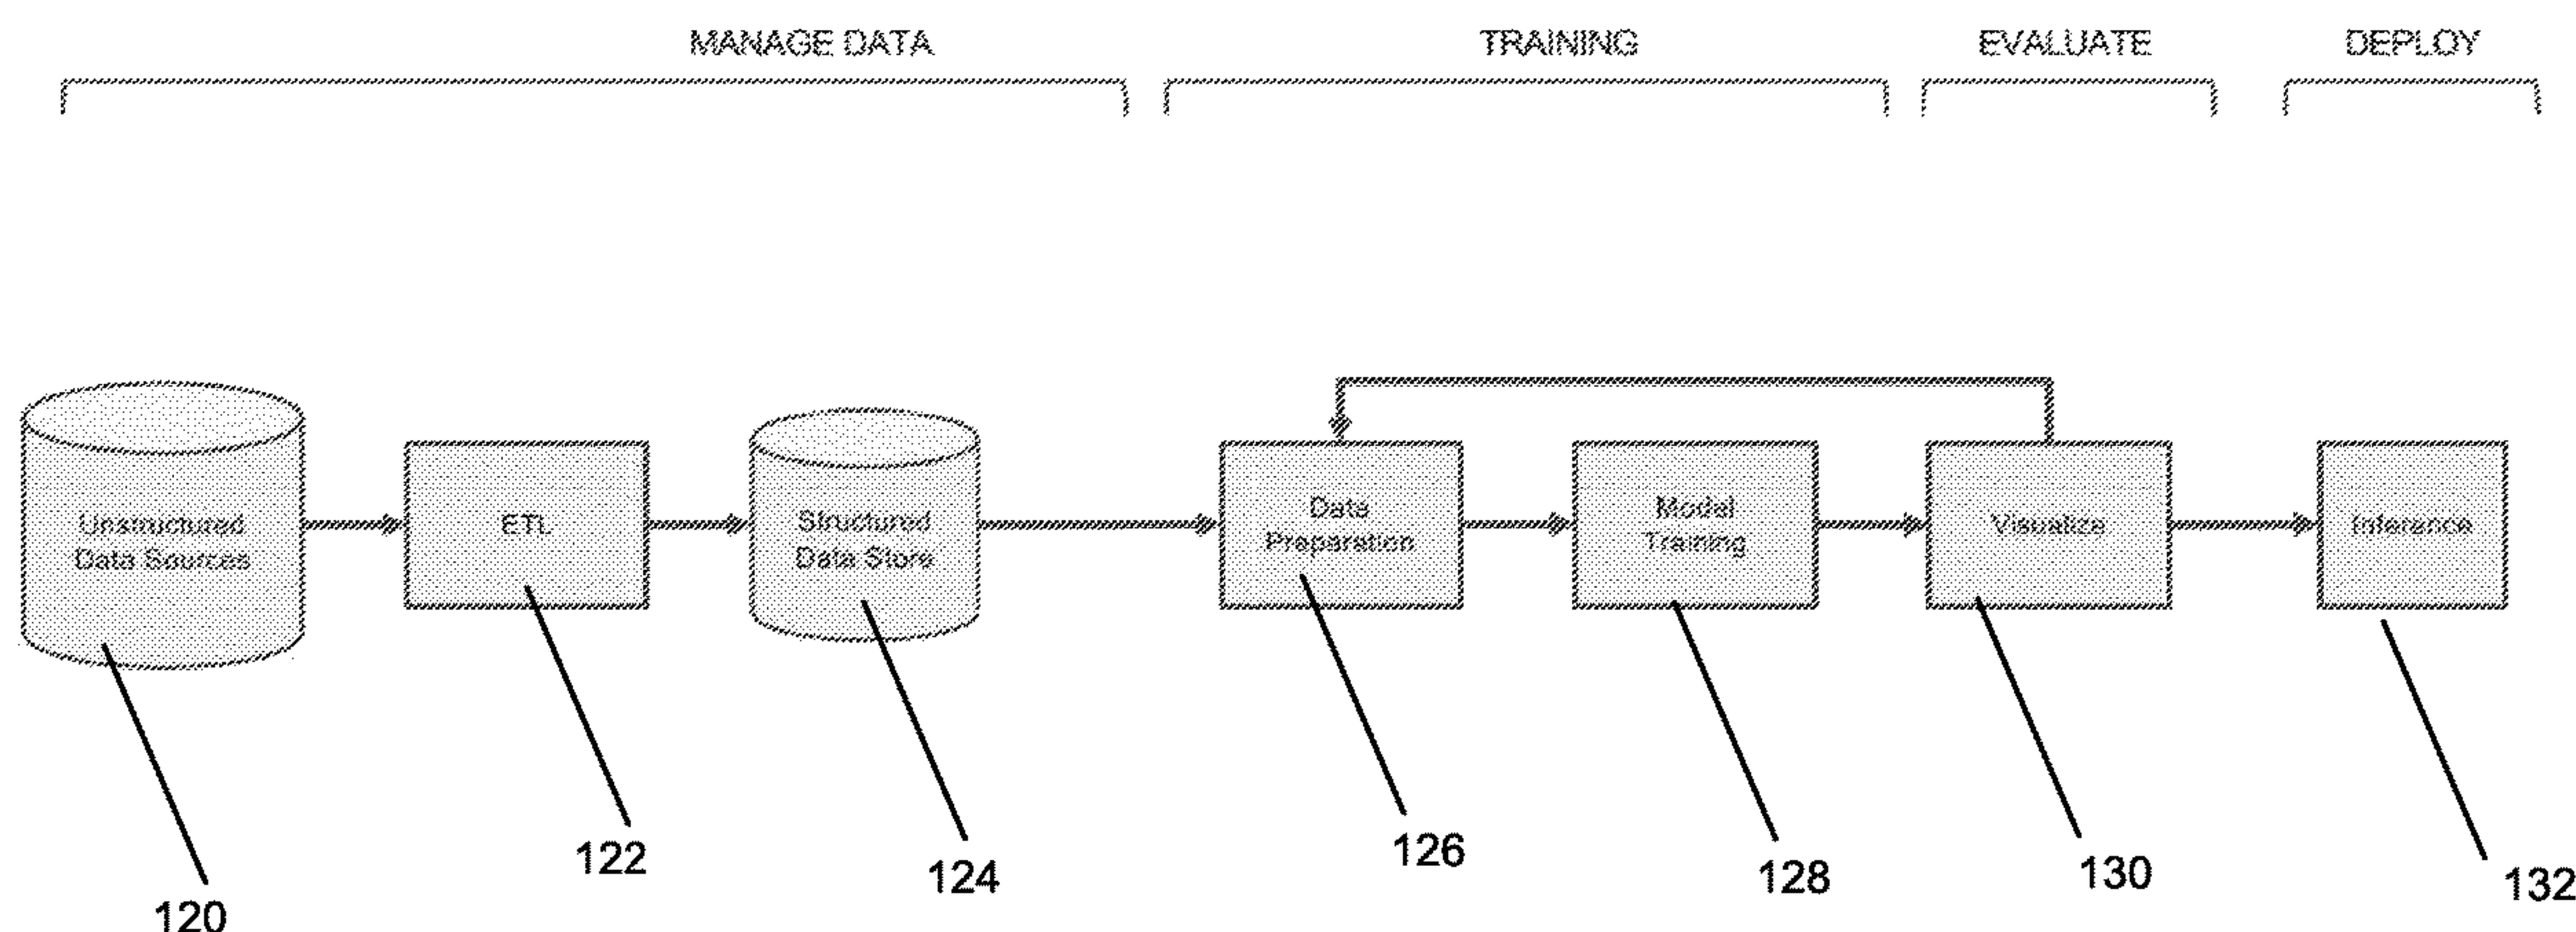 MANAGE DATA
TRAINING
EVALUATE
DEPLOY
Unstructured
Data Sources
ETL
Structured
Data Store
Data
Preparation
Model
Training
Visualize
Inference
120
122
124
126
128
130
132